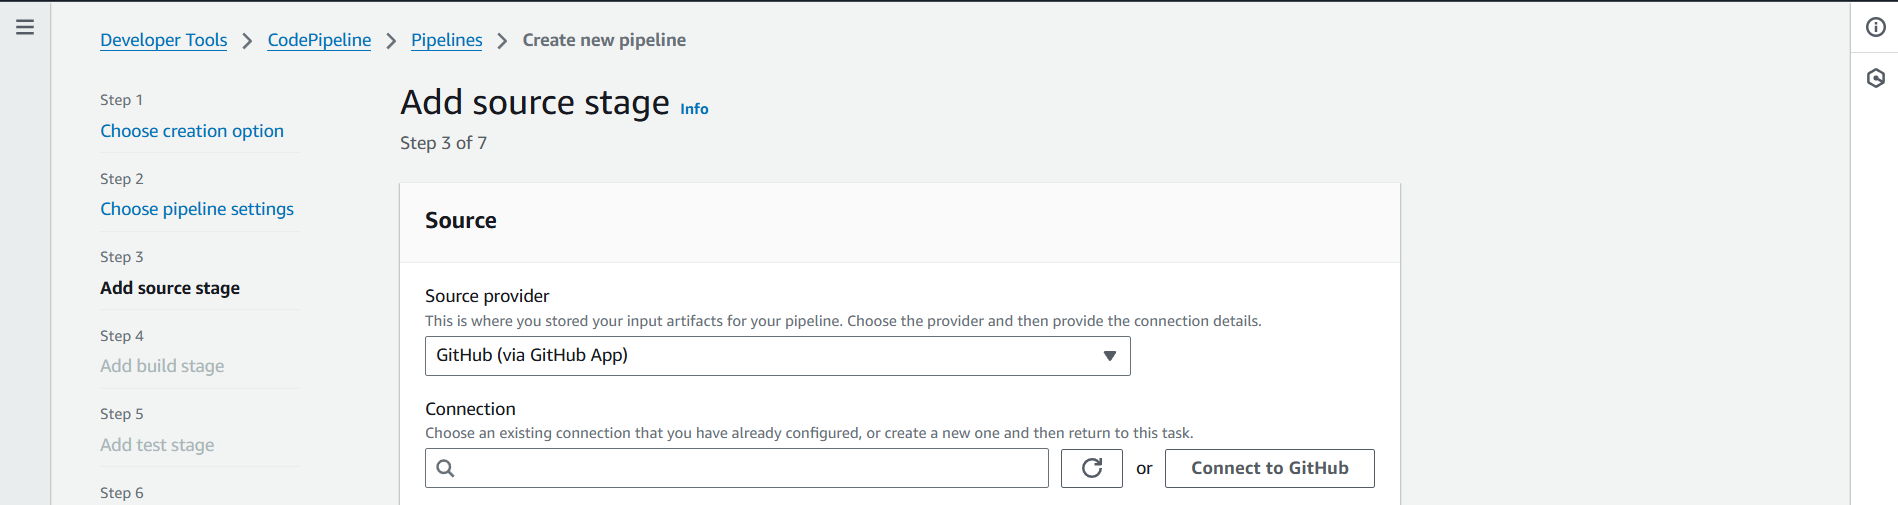 Developer Tools > CodePipeline > Pipelines > Create new pipeline
Step 1
Choose creation option
Step 2
Choose pipeline settings
Step 3
Add source stage
Step 4
Add build stage
Step 5
Add test stage
Step 6
Add source stage Info
Step 3 of 7
Source
Source provider
This is where you stored your input artifacts for your pipeline. Choose the provider and then provide the connection details.
GitHub (via GitHub App)
Connection
Choose an existing connection that you have already configured, or create a new one and then return to this task.
or Connect to GitHub